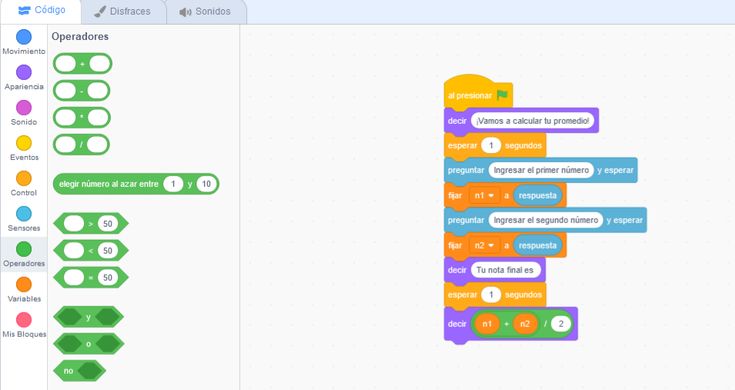 Código
Disfraces
Sonidos
Movimiento
Apariencia
Sonido
Eventos
Control
Sensores
Operadores
Variables
Mis Bloques
Operadores
+
-
*
/
elegir número al azar entre 1 y 10
> 50
< 50
= 50
y
o
no
al presionar
decir ¡Vamos a calcular tu promedio!
esperar 1 segundos
preguntar Ingresar el primer número y esperar
fijar n1 a respuesta
preguntar Ingresar el segundo número y esperar
fijar n2 a respuesta
decir Tu nota final es
esperar 1 segundos
decir n1 + n2 / 2